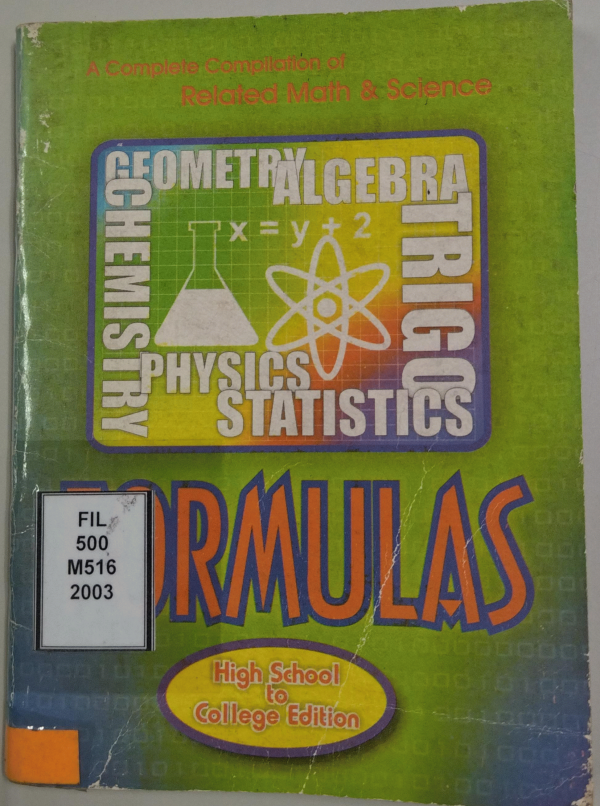 A Complete Compilation of
Related Math & Science
GEOMETRY
ALGEBRA
CHEMISTRY
TRIGO
x = y + 2
PHYSICS
STATISTICS
FORMULAS
FIL
500
M516
2003
High School
to
College Edition